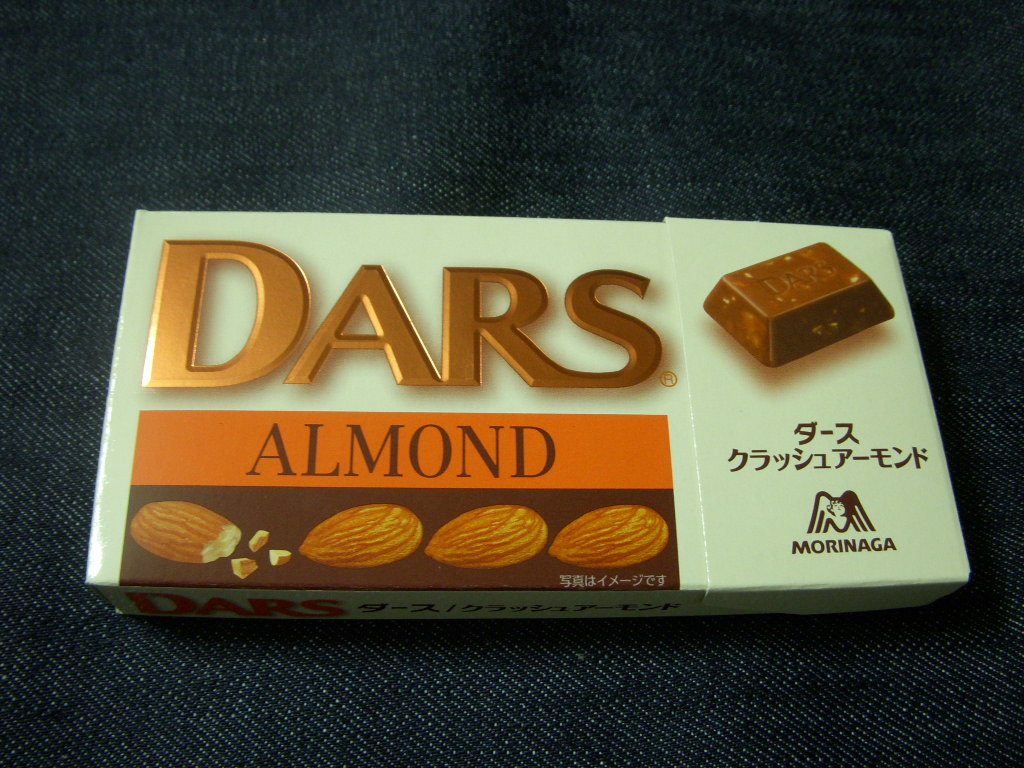 DARS®
ALMOND
写真はイメージです
DARS
ダース
クラッシュアーモンド
MORINAGA
DARS ダース/クラッシュアーモンド